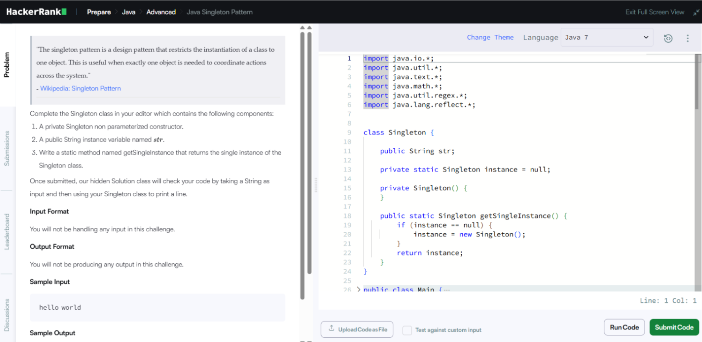 HackerRank
Prepare > Java > Advanced > Java Singleton Pattern
Exit Full Screen View
Problem
Submissions
Leaderboard
Discussions
"The singleton pattern is a design pattern that restricts the instantiation of a class to
one object. This is useful when exactly one object is needed to coordinate actions
across the system."
- Wikipedia: Singleton Pattern
Complete the Singleton class in your editor which contains the following components:
1. A private Singleton non parameterized constructor.
2. A public String instance variable named str.
3. Write a static method named getSingleInstance that returns the single instance of the
Singleton class.
Once submitted, our hidden Solution class will check your code by taking a String as
input and then using your Singleton class to print a line.
Input Format
You will not be handling any input in this challenge.
Output Format
You will not be producing any output in this challenge.
Sample Input
hello world
Sample Output
Change Theme Language Java 7
1 import java.io.*;
2 import java.util.*;
3 import java.text.*;
4 import java.math.*;
5 import java.util.regex.*;
6 import java.lang.reflect.*;
7
8
9 class Singleton {
10
11 public String str;
12
13 private static Singleton instance = null;
14
15 private Singleton() {
16 }
17
18 public static Singleton getSingleInstance() {
19 if (instance == null) {
20 instance = new Singleton();
21 }
22 return instance;
23 }
24 }
25
26 > public class Main {
Line: 1 Col: 1
Upload Code as File
Test against custom input
Run Code
Submit Code